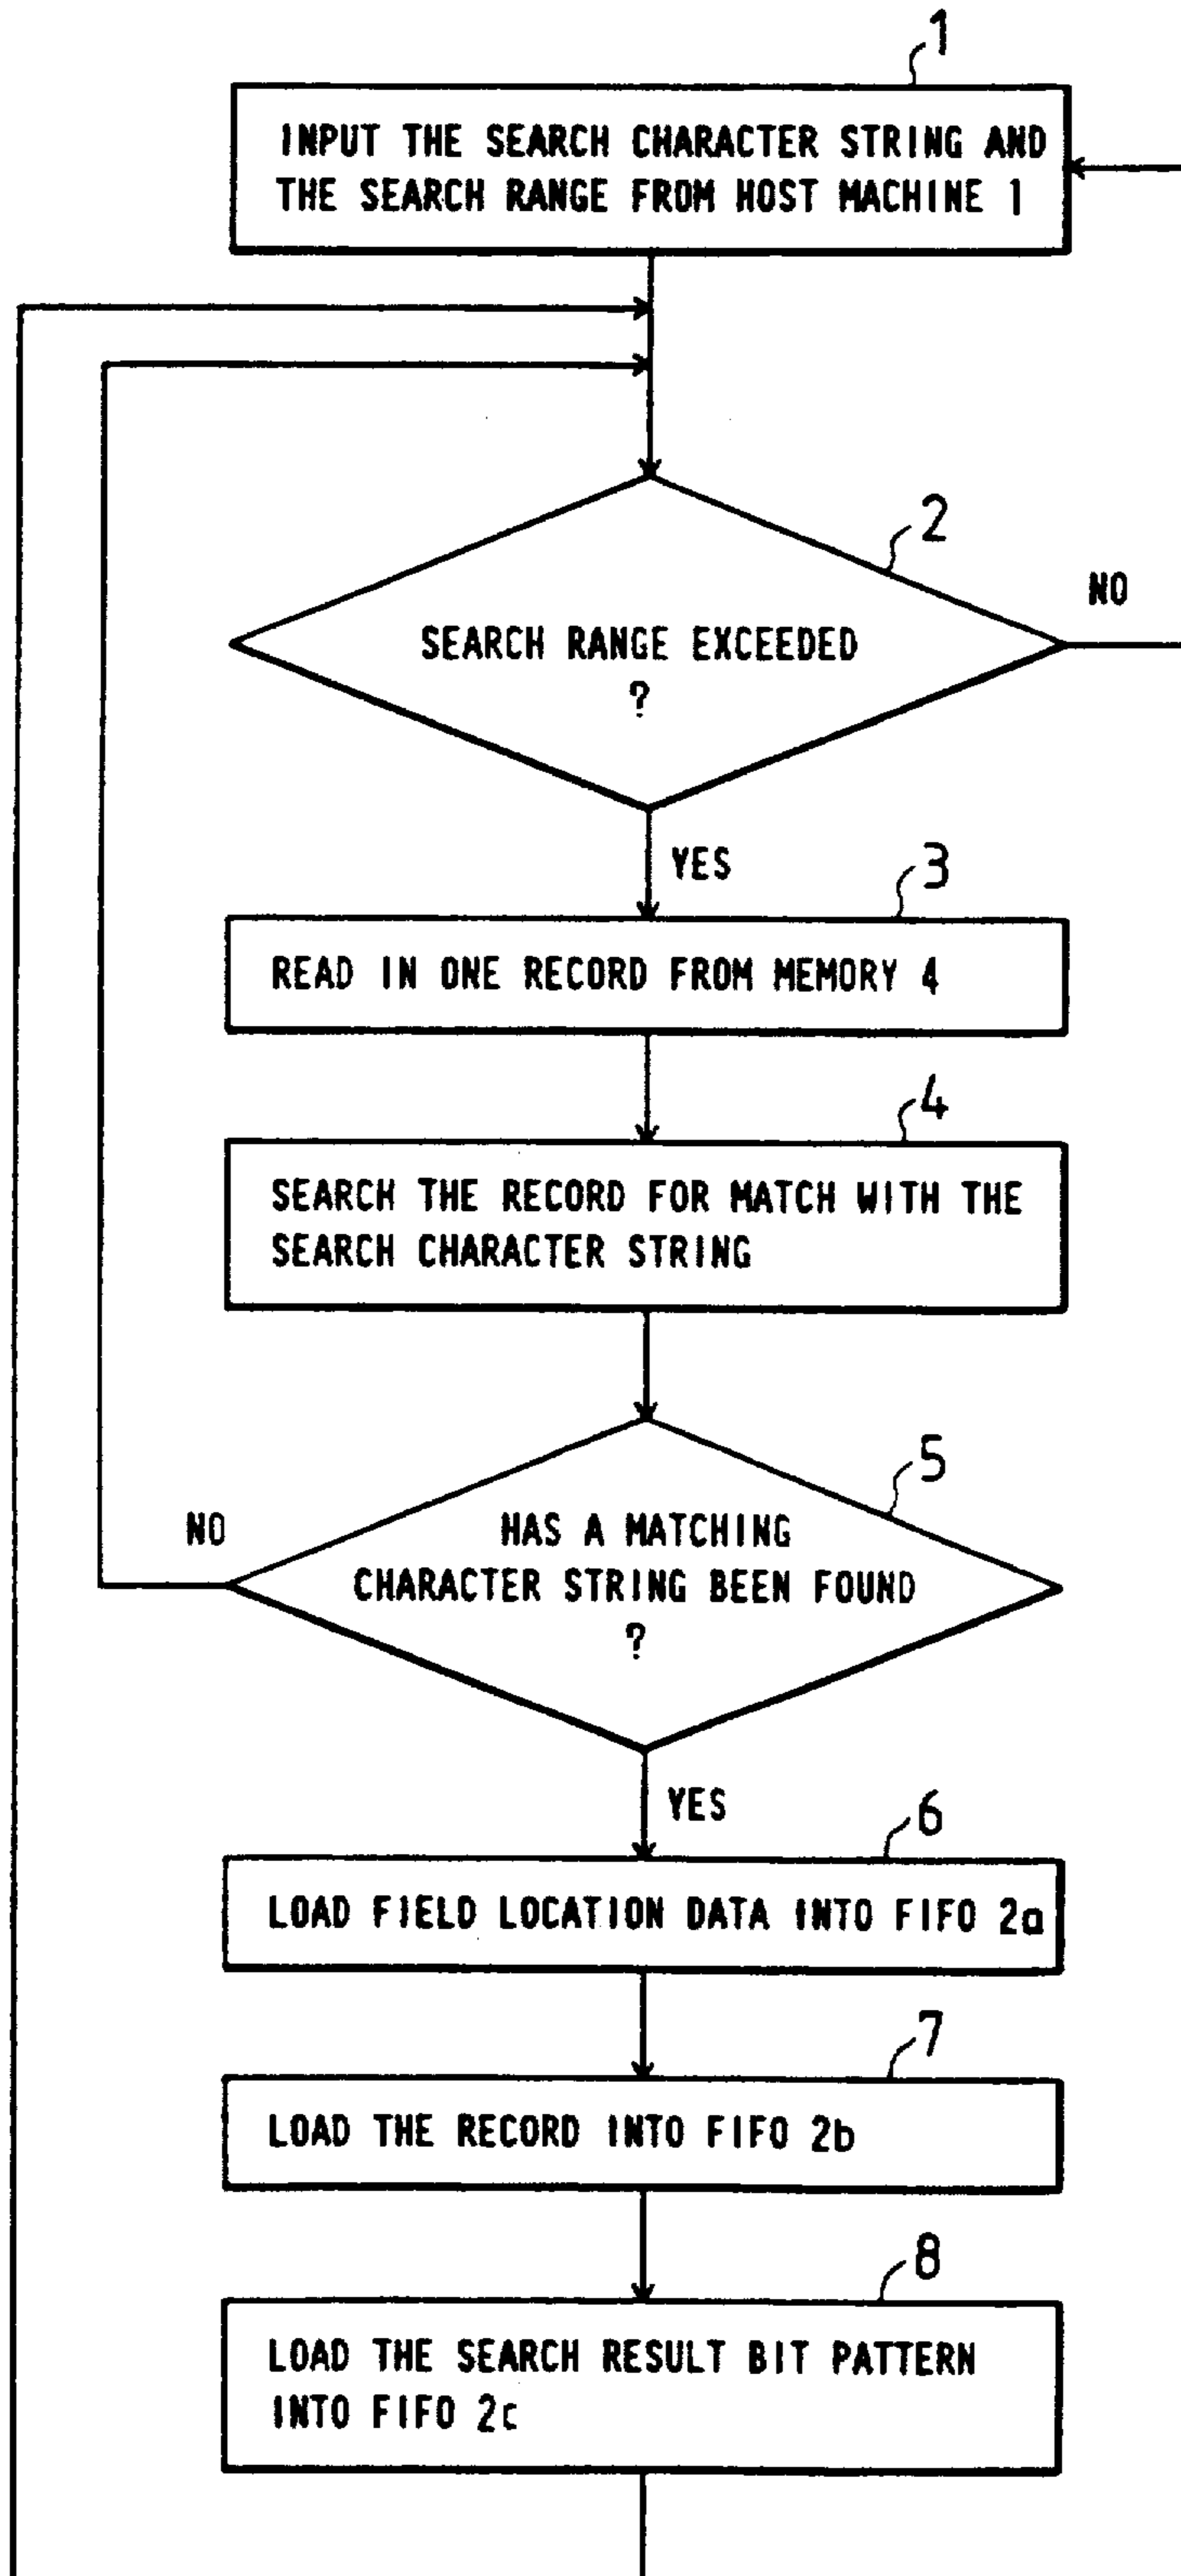 1
INPUT THE SEARCH CHARACTER STRING AND
THE SEARCH RANGE FROM HOST MACHINE 1
2
NO
SEARCH RANGE EXCEEDED
?
YES
3
READ IN ONE RECORD FROM MEMORY 4
4
SEARCH THE RECORD FOR MATCH WITH THE
SEARCH CHARACTER STRING
5
NO
HAS A MATCHING
CHARACTER STRING BEEN FOUND
?
YES
6
LOAD FIELD LOCATION DATA INTO FIFO 2a
7
LOAD THE RECORD INTO FIFO 2b
8
LOAD THE SEARCH RESULT BIT PATTERN
INTO FIFO 2c